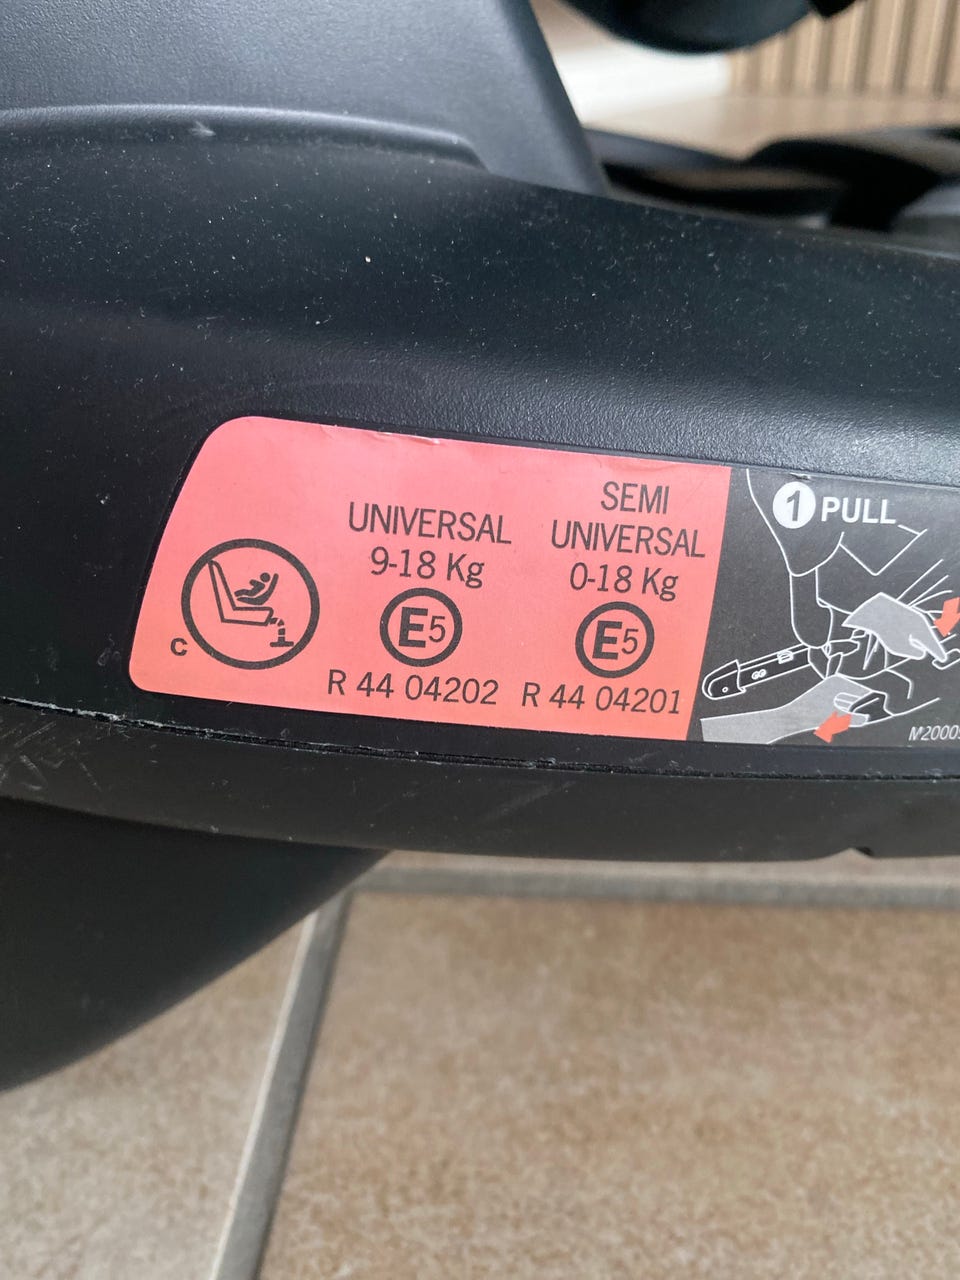 UNIVERSAL
9-18 Kg
E5
R 44 04202
SEMI
UNIVERSAL
0-18 Kg
E5
R 44 04201
C
1 PULL